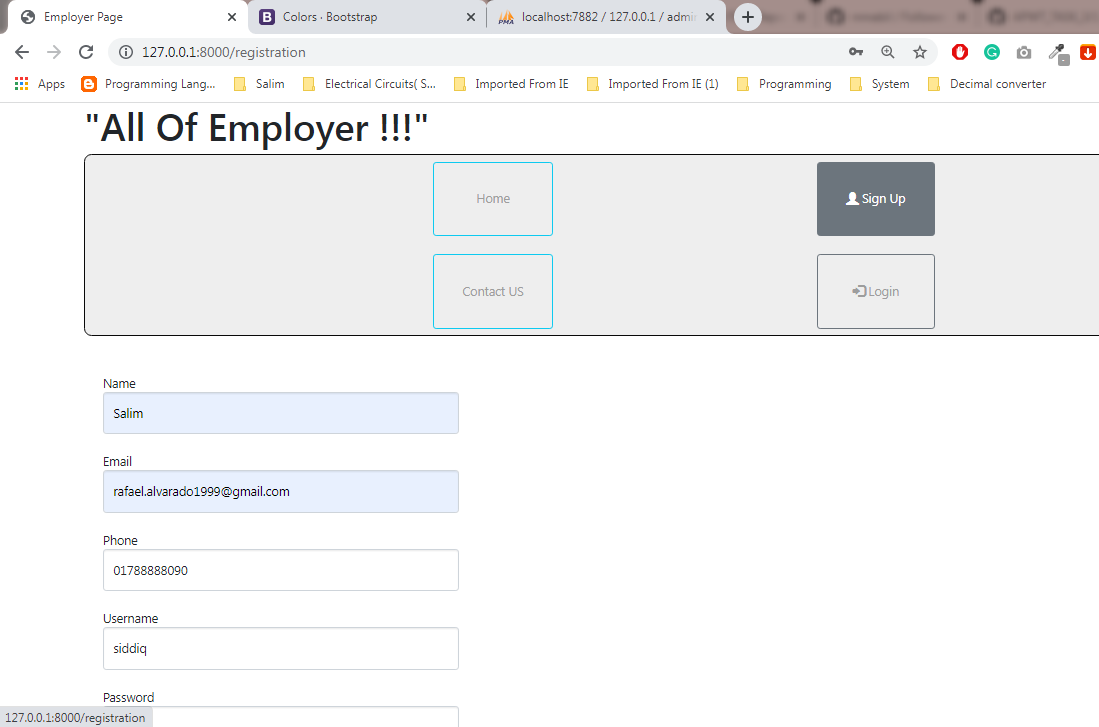 Employer Page
Colors · Bootstrap
localhost:7882 / 127.0.0.1 / admi
127.0.0.1:8000/registration
Apps
Programming Lang...
Salim
Electrical Circuits( S...
Imported From IE
Imported From IE (1)
Programming
System
Decimal converter
"All Of Employer !!!"
Home
Sign Up
Contact US
Login
Name
Salim
Email
rafael.alvarado1999@gmail.com
Phone
01788888090
Username
siddiq
Password
127.0.0.1:8000/registration